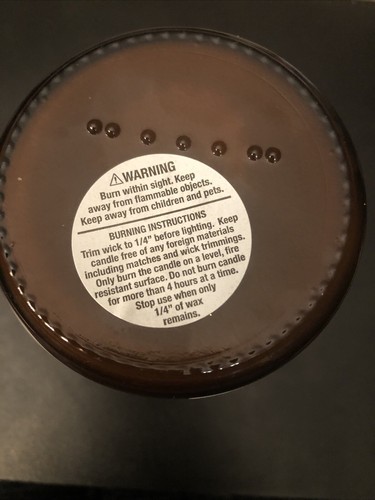 ⚠WARNING
Burn within sight. Keep
away from flammable objects.
Keep away from children and pets.
BURNING INSTRUCTIONS
Trim wick to 1/4" before lighting. Keep
candle free of any foreign materials
including matches and wick trimmings.
Only burn the candle on a level, fire
resistant surface. Do not burn candle
for more than 4 hours at a time.
Stop use when only
1/4" of wax
remains.